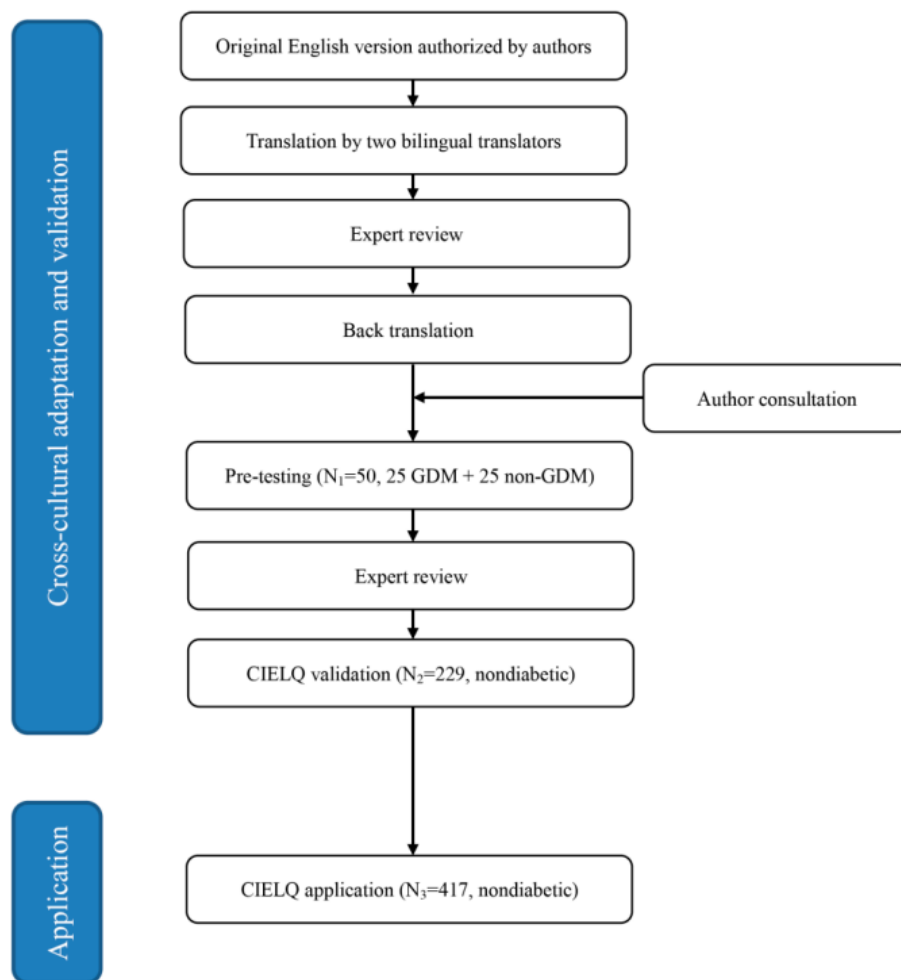 Cross-cultural adaptation and validation
Original English version authorized by authors
Translation by two bilingual translators
Expert review
Back translation
Author consultation
Pre-testing (N₁=50, 25 GDM + 25 non-GDM)
Expert review
CIELQ validation (N₂=229, nondiabetic)
Application
CIELQ application (N₃=417, nondiabetic)